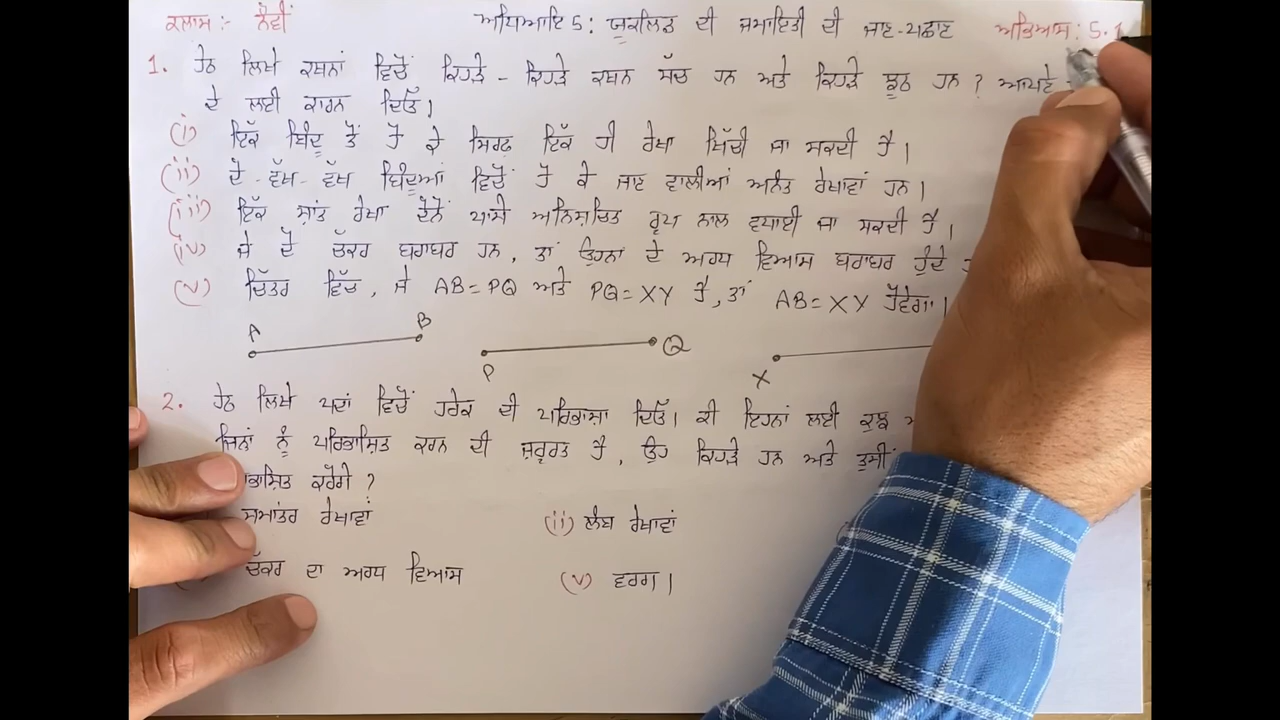 ਕਲਾਸ :- ਨੌਵੀਂ ਅਧਿਆਇ 5 : ਯੂਕਲਿਡ ਦੀ ਜਮਾਇਤੀ ਦੀ ਜਾਣ-ਪਛਾਣ ਅਭਿਆਸ : 5.1
1. ਹੇਠ ਲਿਖੇ ਕਥਨਾਂ ਵਿਚੋਂ ਕਿਹੜੇ - ਕਿਹੜੇ ਕਥਨ ਸੱਚ ਹਨ ਅਤੇ ਕਿਹੜੇ ਝੂਠ ਹਨ ? ਆਪਣੇ
ਦੇ ਲਈ ਕਾਰਨ ਦਿਓ।
(i) ਇੱਕ ਬਿੰਦੂ ਤੋਂ ਹੋ ਕੇ ਸਿਰਫ਼ ਇੱਕ ਹੀ ਰੇਖਾ ਖਿੱਚੀ ਜਾ ਸਕਦੀ ਹੈ।
(ii) ਦੋ-ਵੱਖ-ਵੱਖ ਬਿੰਦੂਆਂ ਵਿਚੋਂ ਹੋ ਕੇ ਜਾਣ ਵਾਲੀਆਂ ਅਨੰਤ ਰੇਖਾਵਾਂ ਹਨ।
(iii) ਇੱਕ ਸ਼ਾਂਤ ਰੇਖਾ ਦੋਨੋਂ ਪਾਸੇ ਅਨਿਸ਼ਚਿਤ ਰੂਪ ਨਾਲ ਵਧਾਈ ਜਾ ਸਕਦੀ ਹੈ।
(iv) ਜੇ ਦੋ ਚੱਕਰ ਬਰਾਬਰ ਹਨ, ਤਾਂ ਉਹਨਾਂ ਦੇ ਅਰਧ ਵਿਆਸ ਬਰਾਬਰ ਹੁੰਦੇ
(v) ਚਿੱਤਰ ਵਿੱਚ, ਜੇ AB = PQ ਅਤੇ PQ = XY ਹੈ, ਤਾਂ AB = XY ਹੋਵੇਗਾ।
A B P Q X
2. ਹੇਠ ਲਿਖੇ ਪਦਾਂ ਵਿਚੋਂ ਹਰੇਕ ਦੀ ਪਰਿਭਾਸ਼ਾ ਦਿਓ। ਕੀ ਇਹਨਾਂ ਲਈ ਕੁਝ
ਜਿਨਾਂ ਨੂੰ ਪਰਿਭਾਸ਼ਿਤ ਕਰਨ ਦੀ ਜ਼ਰੂਰਤ ਹੈ, ਉਹ ਕਿਹੜੇ ਹਨ ਅਤੇ ਤੁਸੀਂ
ਕਰੋਗੇ ?
ਸਮਾਂਤਰ ਰੇਖਾਵਾਂ (ii) ਲੰਬ ਰੇਖਾਵਾਂ
ਚੱਕਰ ਦਾ ਅਰਧ ਵਿਆਸ (v) ਵਰਗ।